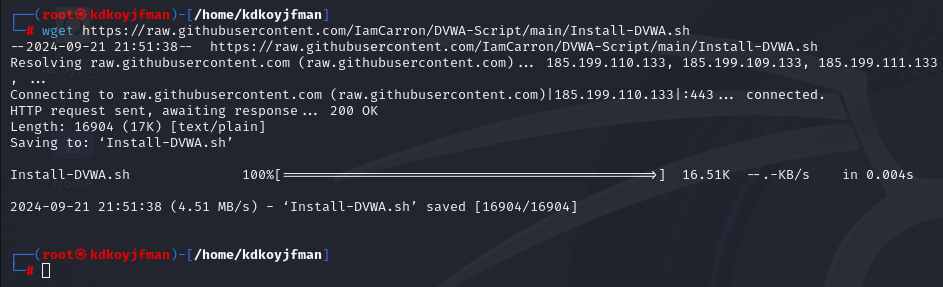 ┌──(root㉿kdkoyjfman)-[/home/kdkoyjfman]
└─# wget https://raw.githubusercontent.com/IamCarron/DVWA-Script/main/Install-DVWA.sh
--2024-09-21 21:51:38--  https://raw.githubusercontent.com/IamCarron/DVWA-Script/main/Install-DVWA.sh
Resolving raw.githubusercontent.com (raw.githubusercontent.com)... 185.199.110.133, 185.199.109.133, 185.199.111.133
, ...
Connecting to raw.githubusercontent.com (raw.githubusercontent.com)|185.199.110.133|:443... connected.
HTTP request sent, awaiting response... 200 OK
Length: 16904 (17K) [text/plain]
Saving to: ‘Install-DVWA.sh’
Home
Install-DVWA.sh 100%[===================================================>] 16.51K --.-KB/s in 0.004s
2024-09-21 21:51:38 (4.51 MB/s) - ‘Install-DVWA.sh’ saved [16904/16904]
┌──(root㉿kdkoyjfman)-[/home/kdkoyjfman]
└─#